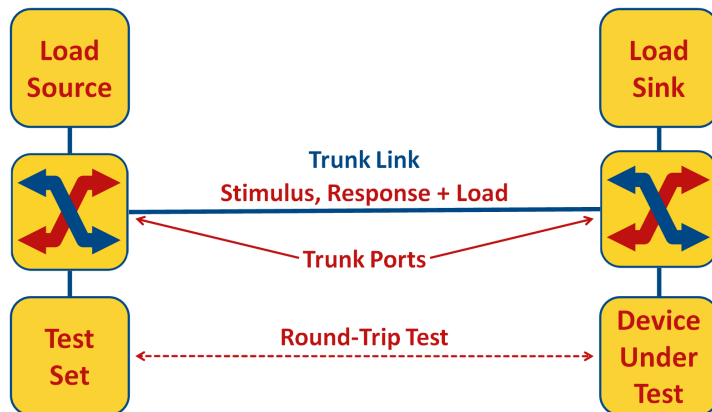 Load
Source
Load
Sink
Trunk Link
Stimulus, Response + Load
Trunk Ports
Test
Set
Round-Trip Test
Device
Under
Test